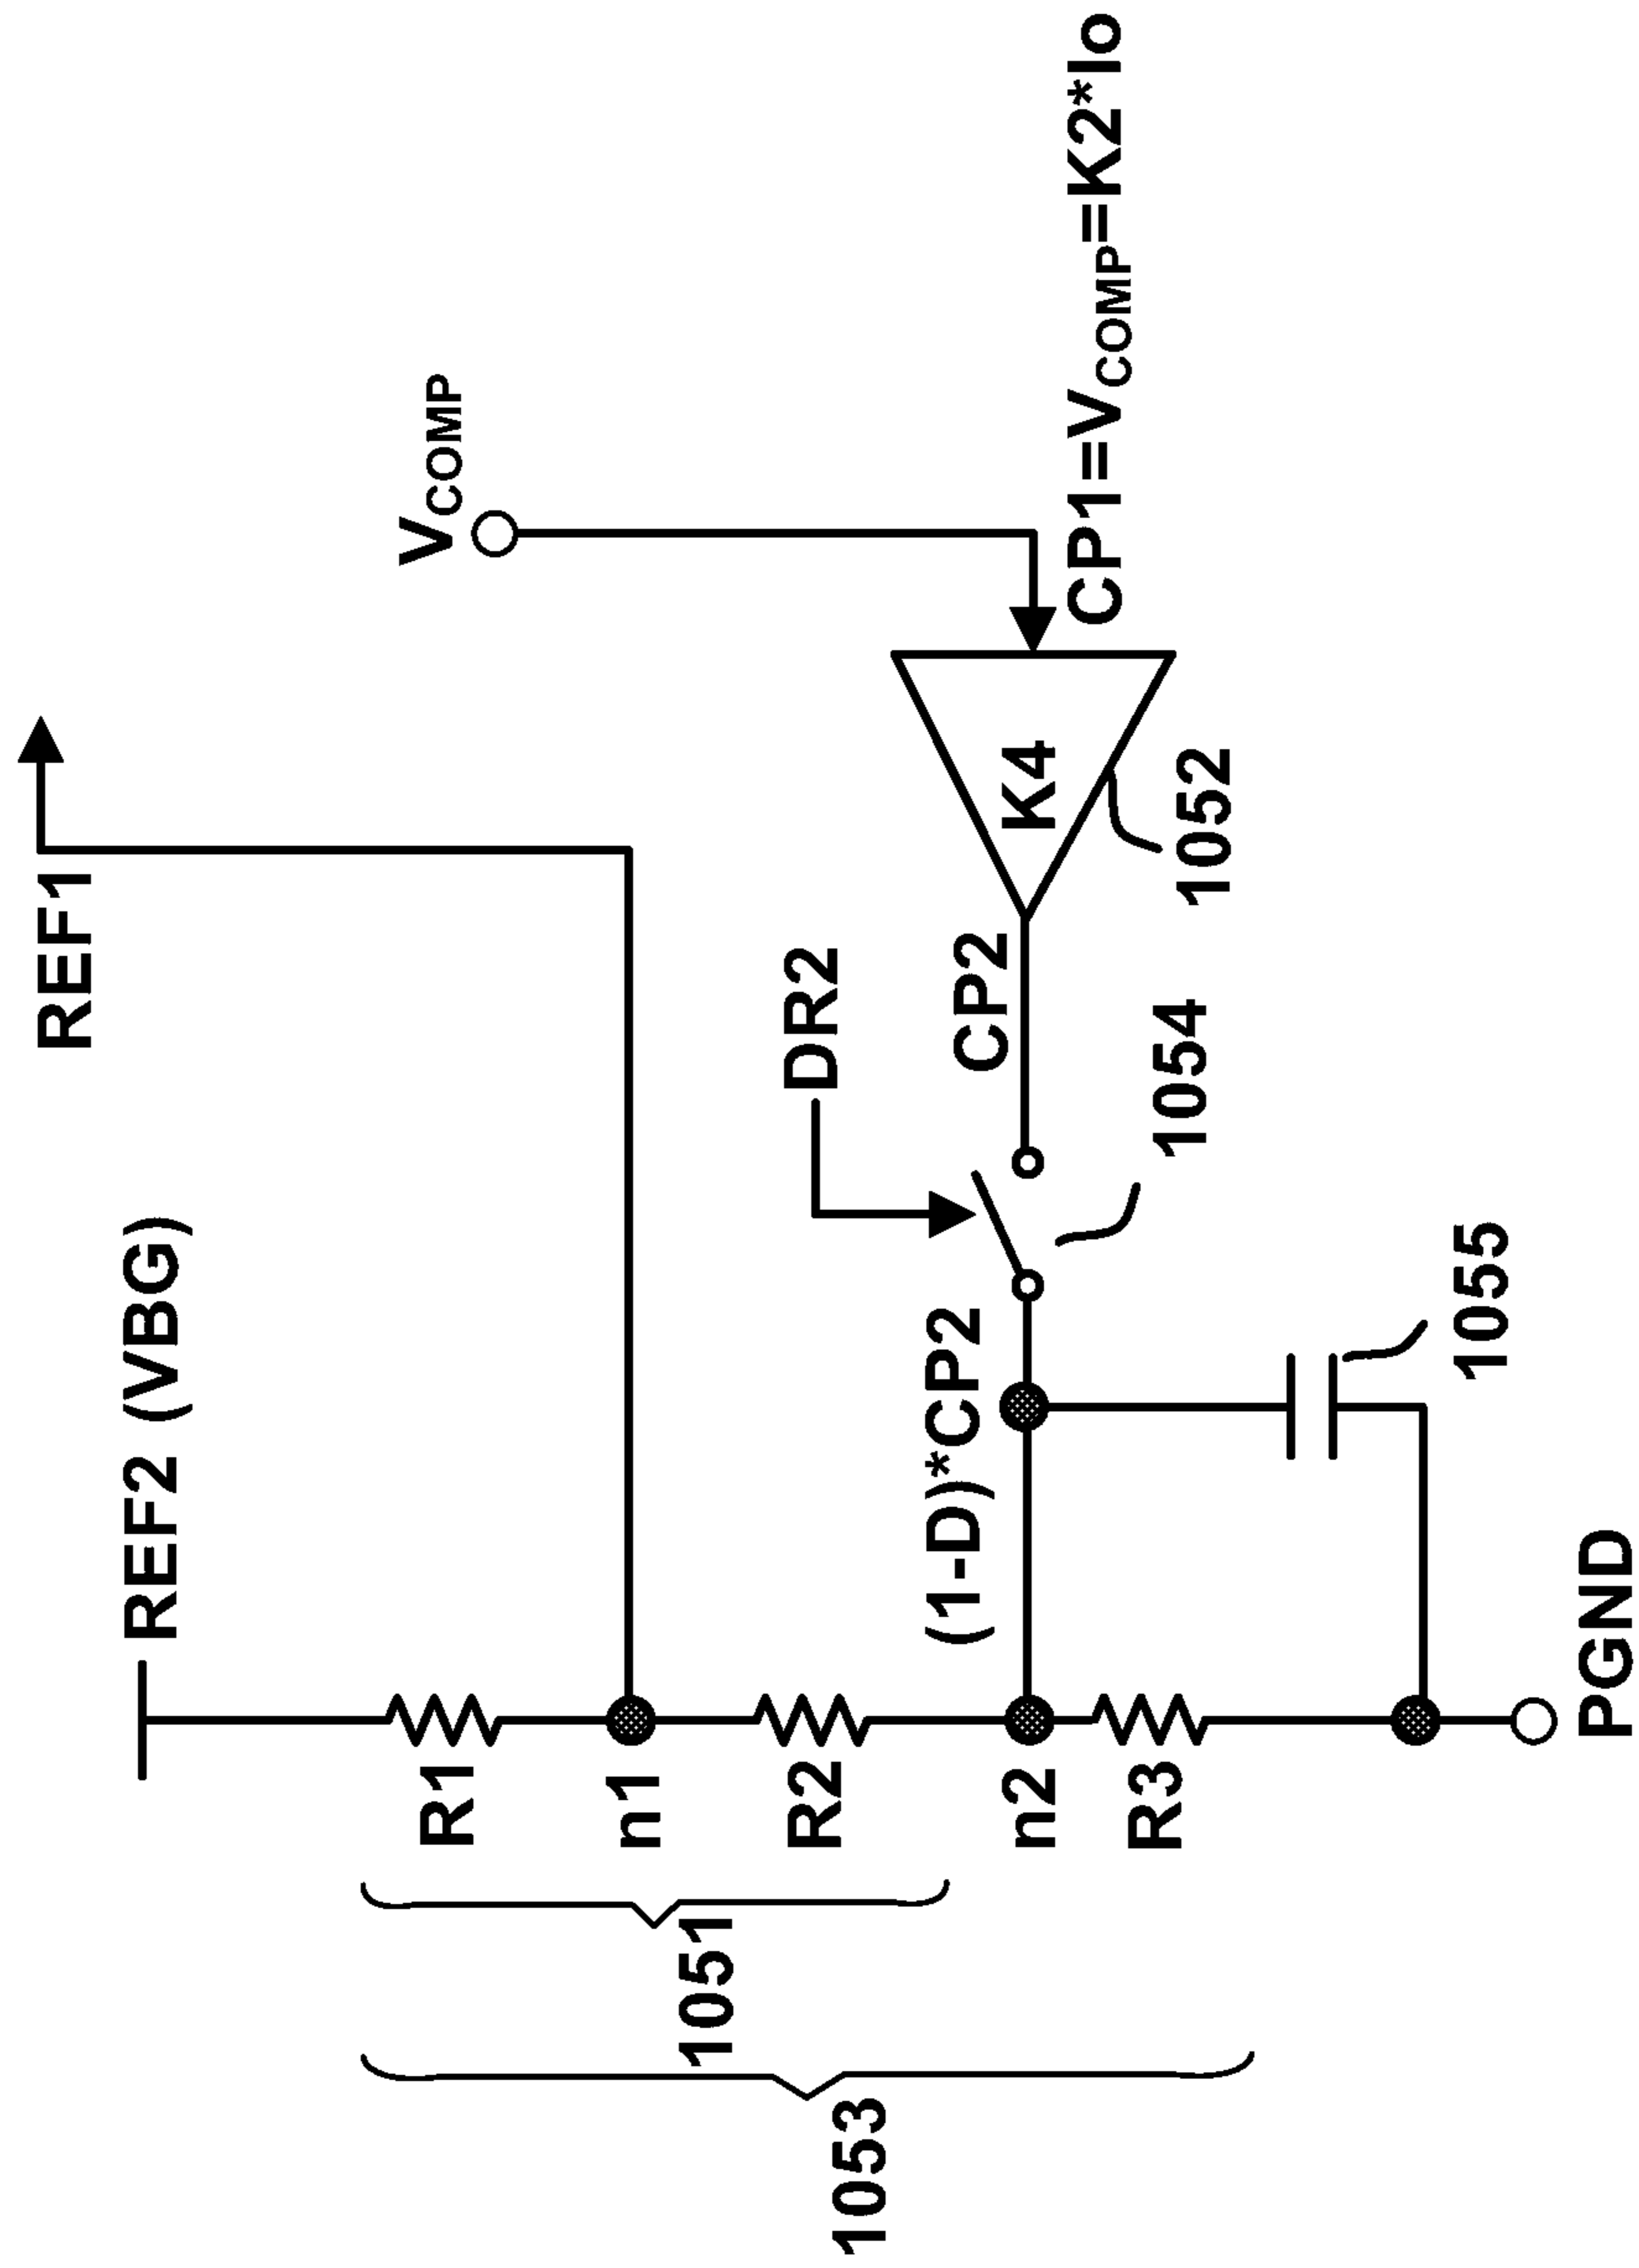 REF1
REF2 (VBG)
VCOMP
R1
n1
DR2
1051
R2
(1-D)*CP2
CP2
K4
1053
n2
CP1=VCOMP=K2*Io
R3
1054
1052
1055
PGND